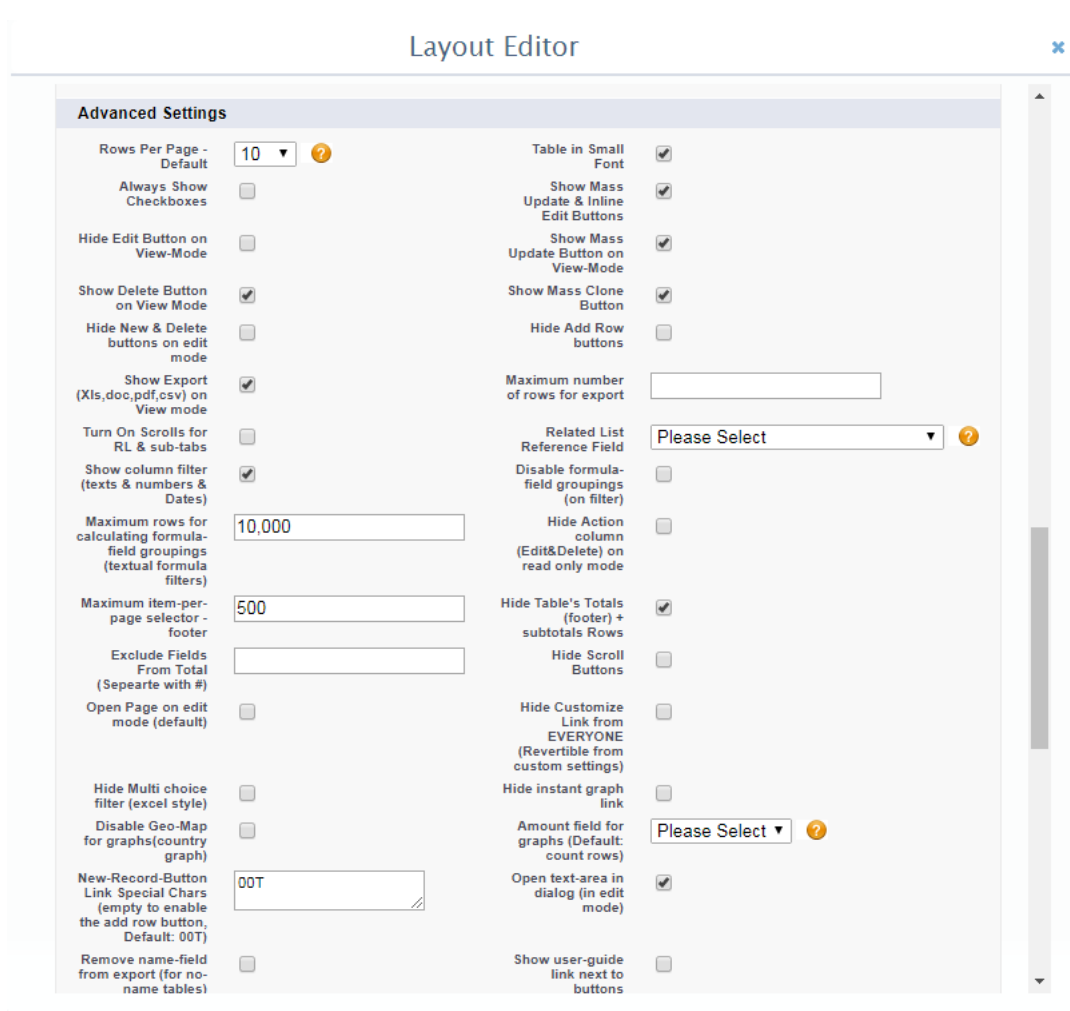 Layout Editor
Advanced Settings
Rows Per Page -
Default
10
Table in Small
Font
Always Show
Checkboxes
Show Mass
Update & Inline
Edit Buttons
Hide Edit Button on
View-Mode
Show Mass
Update Button on
View-Mode
Show Delete Button
on View Mode
Show Mass Clone
Button
Hide New & Delete
buttons on edit
mode
Hide Add Row
buttons
Show Export
(Xls,doc,pdf,csv) on
View mode
Maximum number
of rows for export
Turn On Scrolls for
RL & sub-tabs
Related List
Reference Field
Please Select
Show column filter
(texts & numbers &
Dates)
Disable formula-
field groupings
(on filter)
Maximum rows for
calculating formula-
field groupings
(textual formula
filters)
10,000
Hide Action
column
(Edit&Delete) on
read only mode
Maximum item-per-
page selector -
footer
500
Hide Table's Totals
(footer) +
subtotals Rows
Exclude Fields
From Total
(Sepearte with #)
Hide Scroll
Buttons
Open Page on edit
mode (default)
Hide Customize
Link from
EVERYONE
(Revertible from
custom settings)
Hide Multi choice
filter (excel style)
Hide instant graph
link
Disable Geo-Map
for graphs(country
graph)
Amount field for
graphs (Default:
count rows)
Please Select
New-Record-Button
Link Special Chars
(empty to enable
the add row button,
Default: 00T)
00T
Open text-area in
dialog (in edit
mode)
Remove name-field
from export (for no-
name tables)
Show user-guide
link next to
buttons